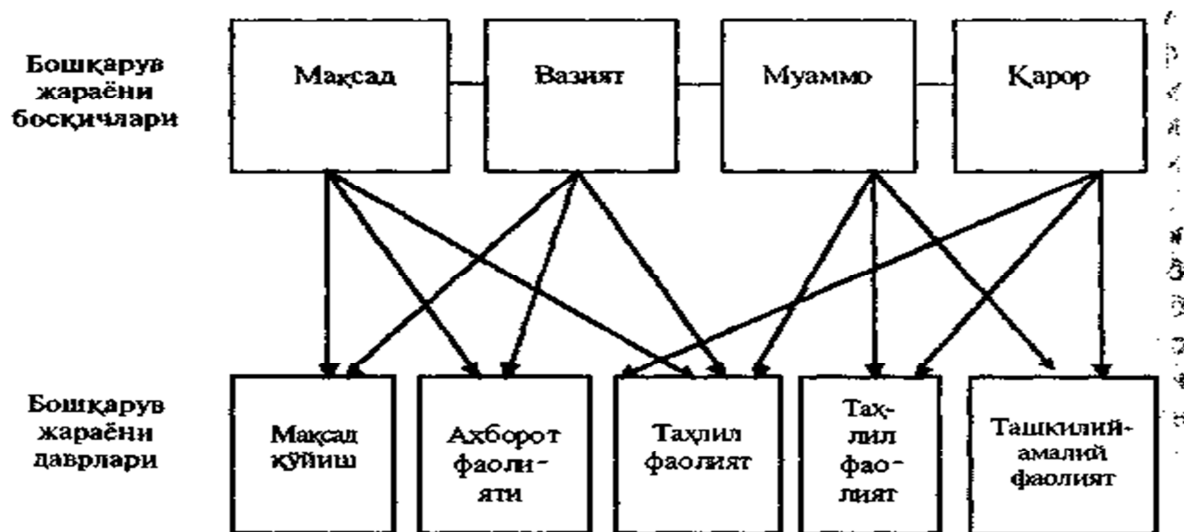 Бошқарув
жараёни
босқичлари
Мақсад
Вазият
Муаммо
Қарор
Бошқарув
жараёни
даврлари
Мақсад
қўйиш
Ахборот
фаоли-
яти
Таҳлил
фаолият
Таҳ-
лил
фао-
лият
Ташкилий-
амалий
фаолият